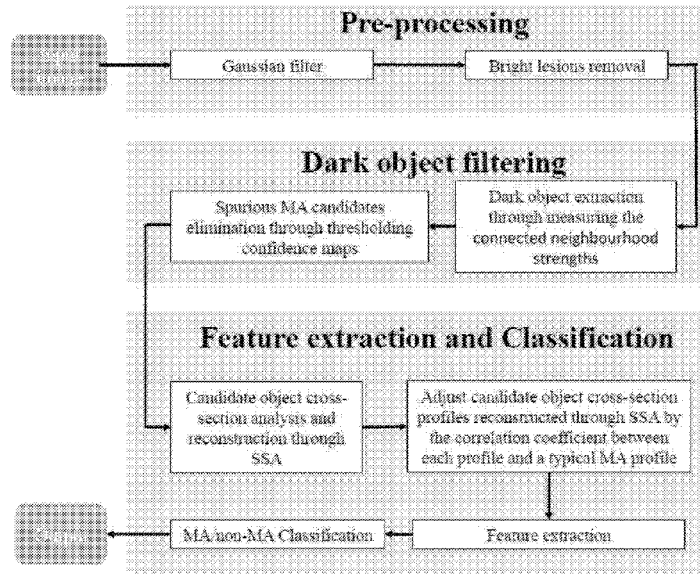 Pre-processing
Gaussian filter
Bright lesions removal
Dark object filtering
Dark object extraction
through measuring the
connected neighbourhood
strengths
Spurious MA candidates
elimination through thresholding
confidence maps
Feature extraction and Classification
Candidate object cross-
section analysis and
reconstruction through
SSA
Adjust candidate object cross-section
profiles reconstructed through SSA by
the correlation coefficient between
each profile and a typical MA profile
Feature extraction
MA/non-MA Classification